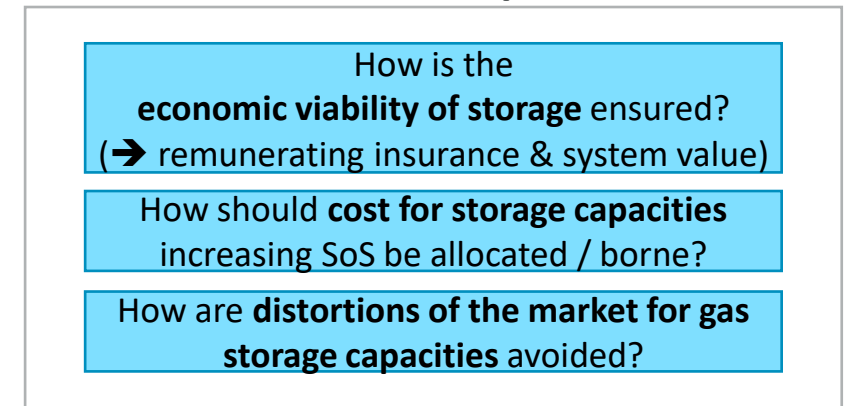 How is the
economic viability of storage ensured?
(➔ remunerating insurance & system value)
How should cost for storage capacities
increasing SoS be allocated / borne?
How are distortions of the market for gas
storage capacities avoided?